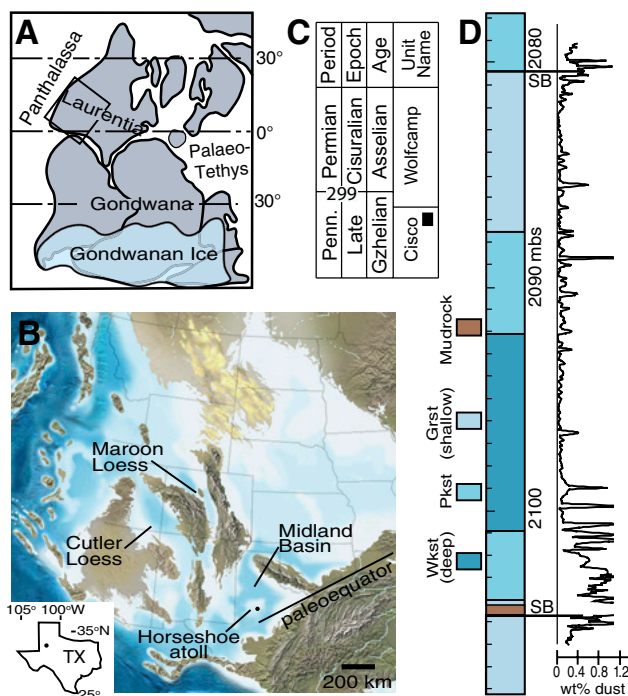 A
Panthalassa
Laurentia
30°
0°
Palaeo-
Tethys
Gondwana
30°
Gondwanan Ice
B
Maroon
Loess
Cutler
Loess
Midland
Basin
Horseshoe
atoll
paleoequator
200 km
105° 100°W
-35°N
TX
25°
C
Period
Epoch
Age
Unit
Name
Permian
Cisuralian
Asselian
Wolfcamp
299
Penn.
Late
Gzhelian
Cisco
D
2080
SB
2090 mbs
2100
SB
Mudrock
Grst
(shallow)
Pkst
Wkst
(deep)
0 0.4 0.8 1.2
wt% dust